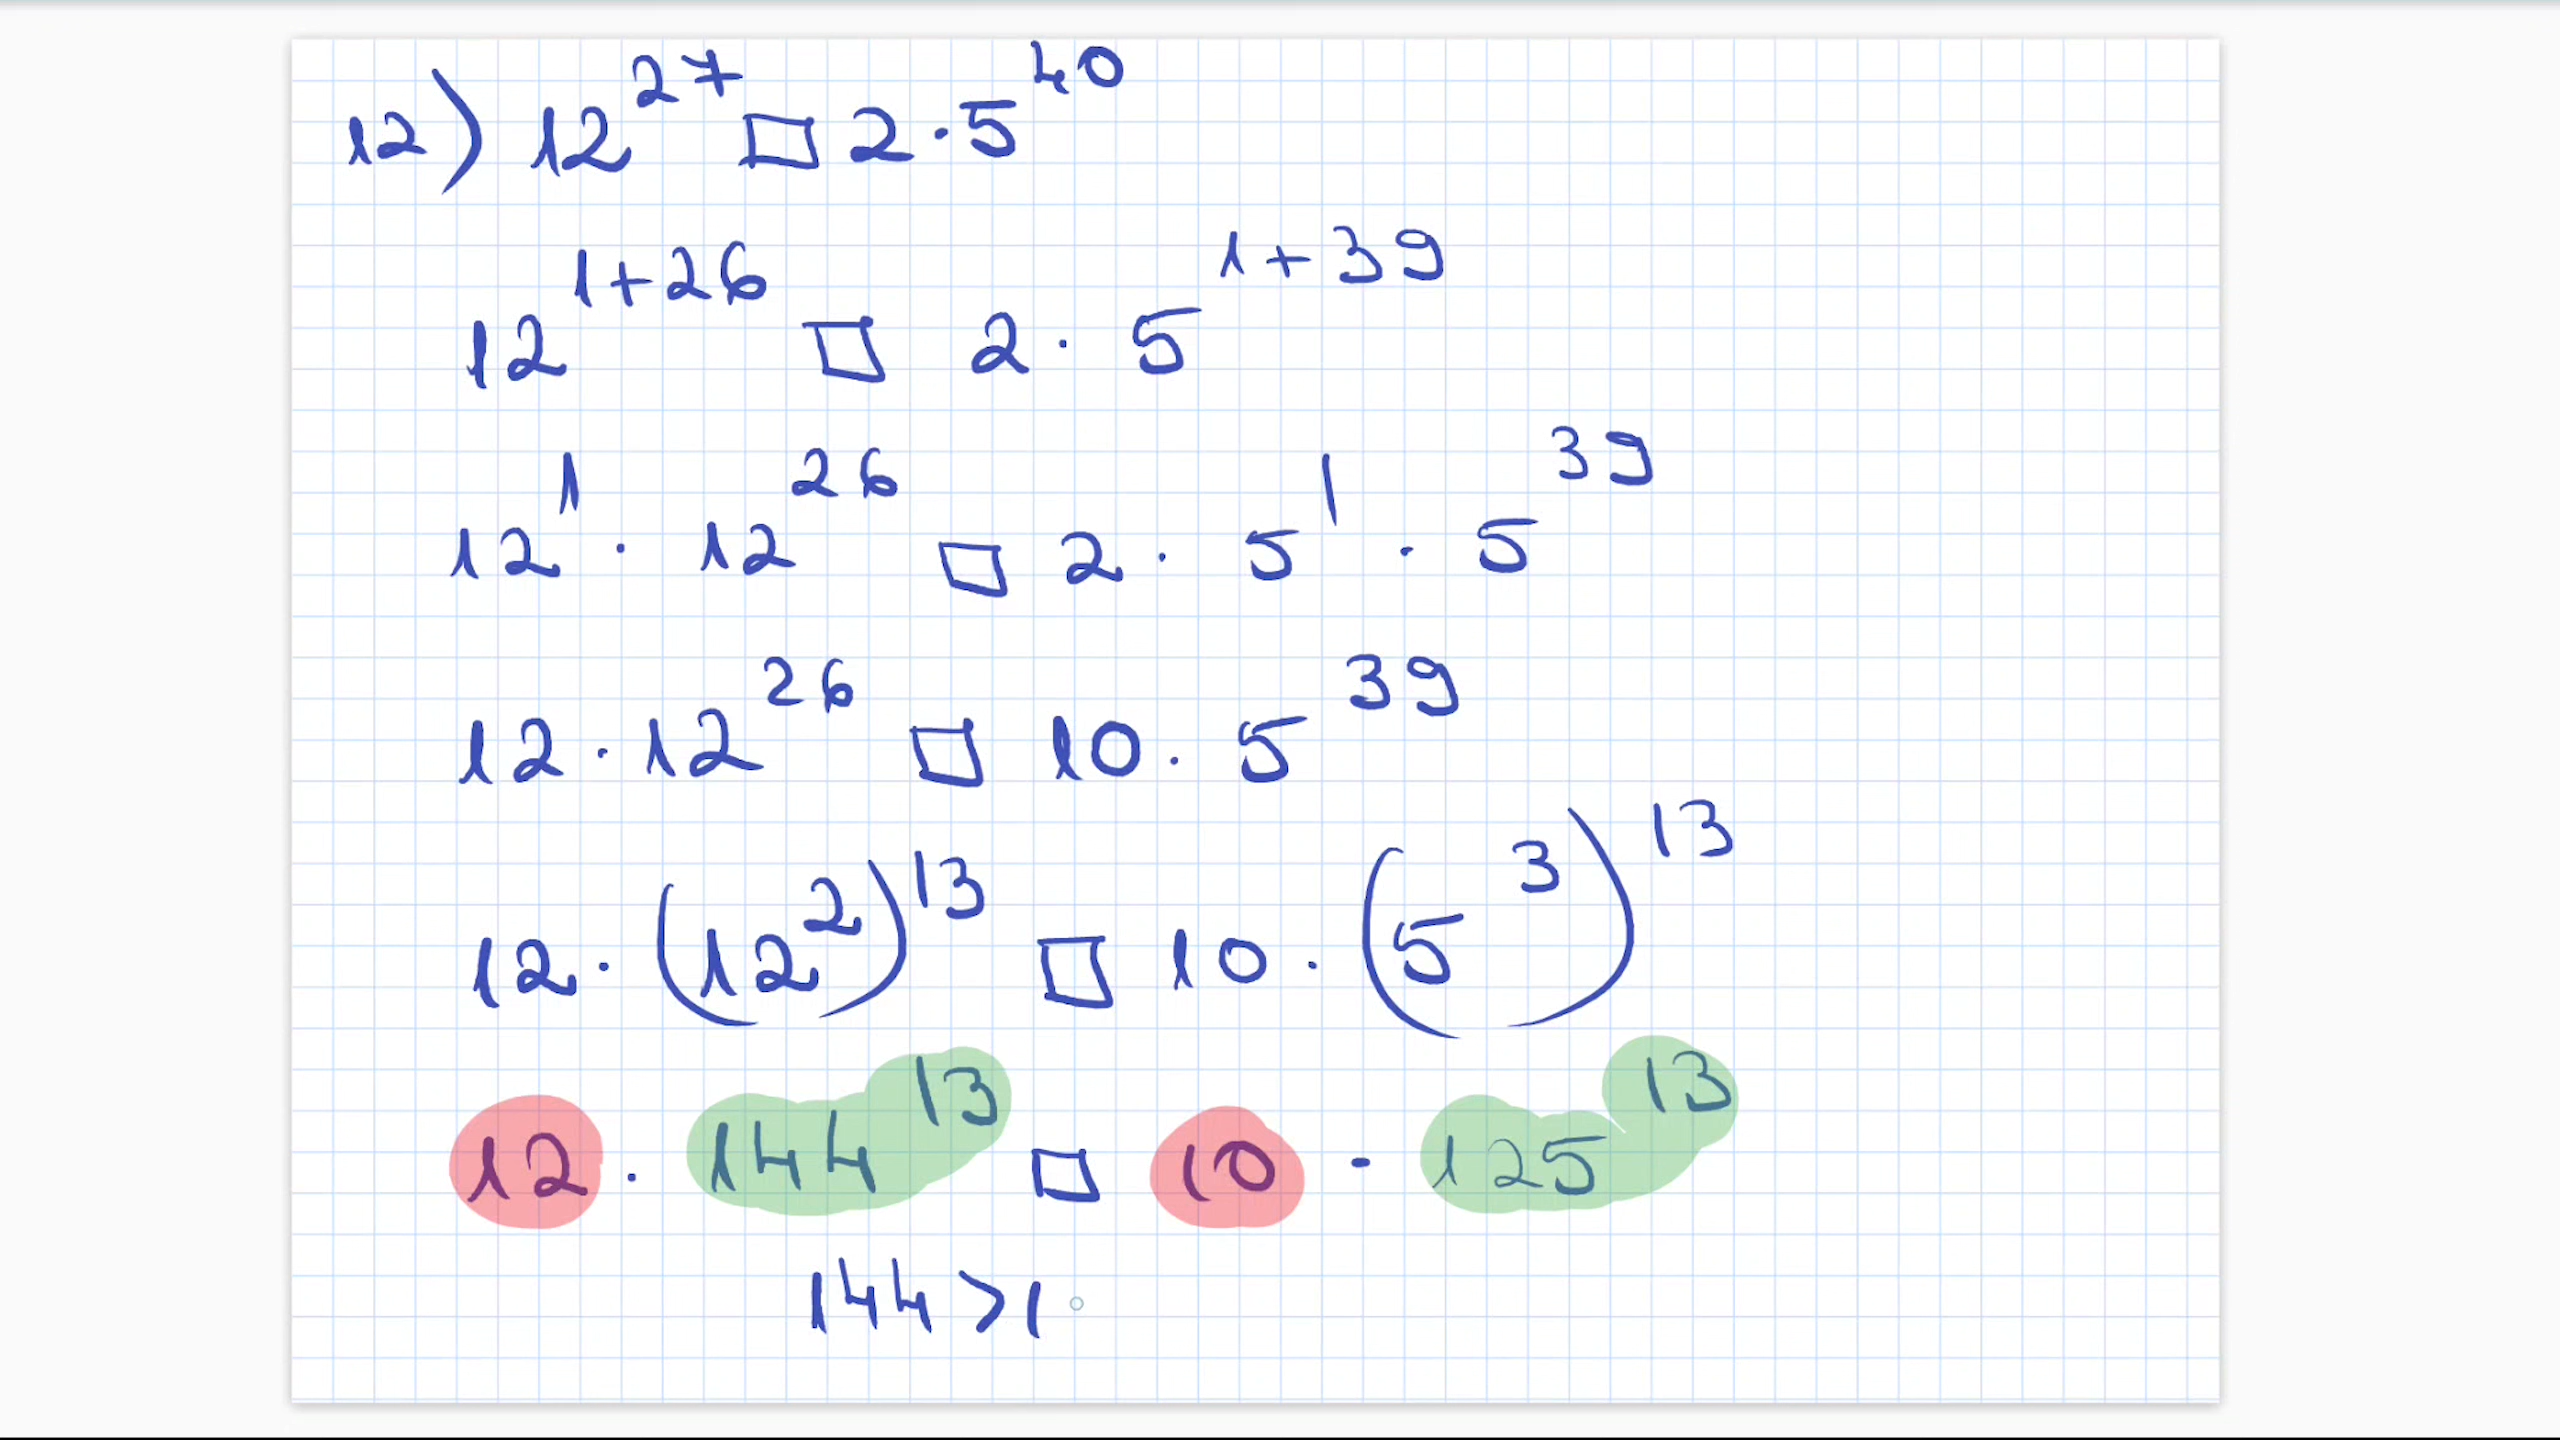 12) 12^27 □ 2·5^40
12^1+26 □ 2·5^1+39
12^1 · 12^26 □ 2·5^1 · 5^39
12·12^26 □ 10·5^39
12·(12^2)^13 □ 10·(5^3)^13
12·144^13 □ 10·125^13
144>1